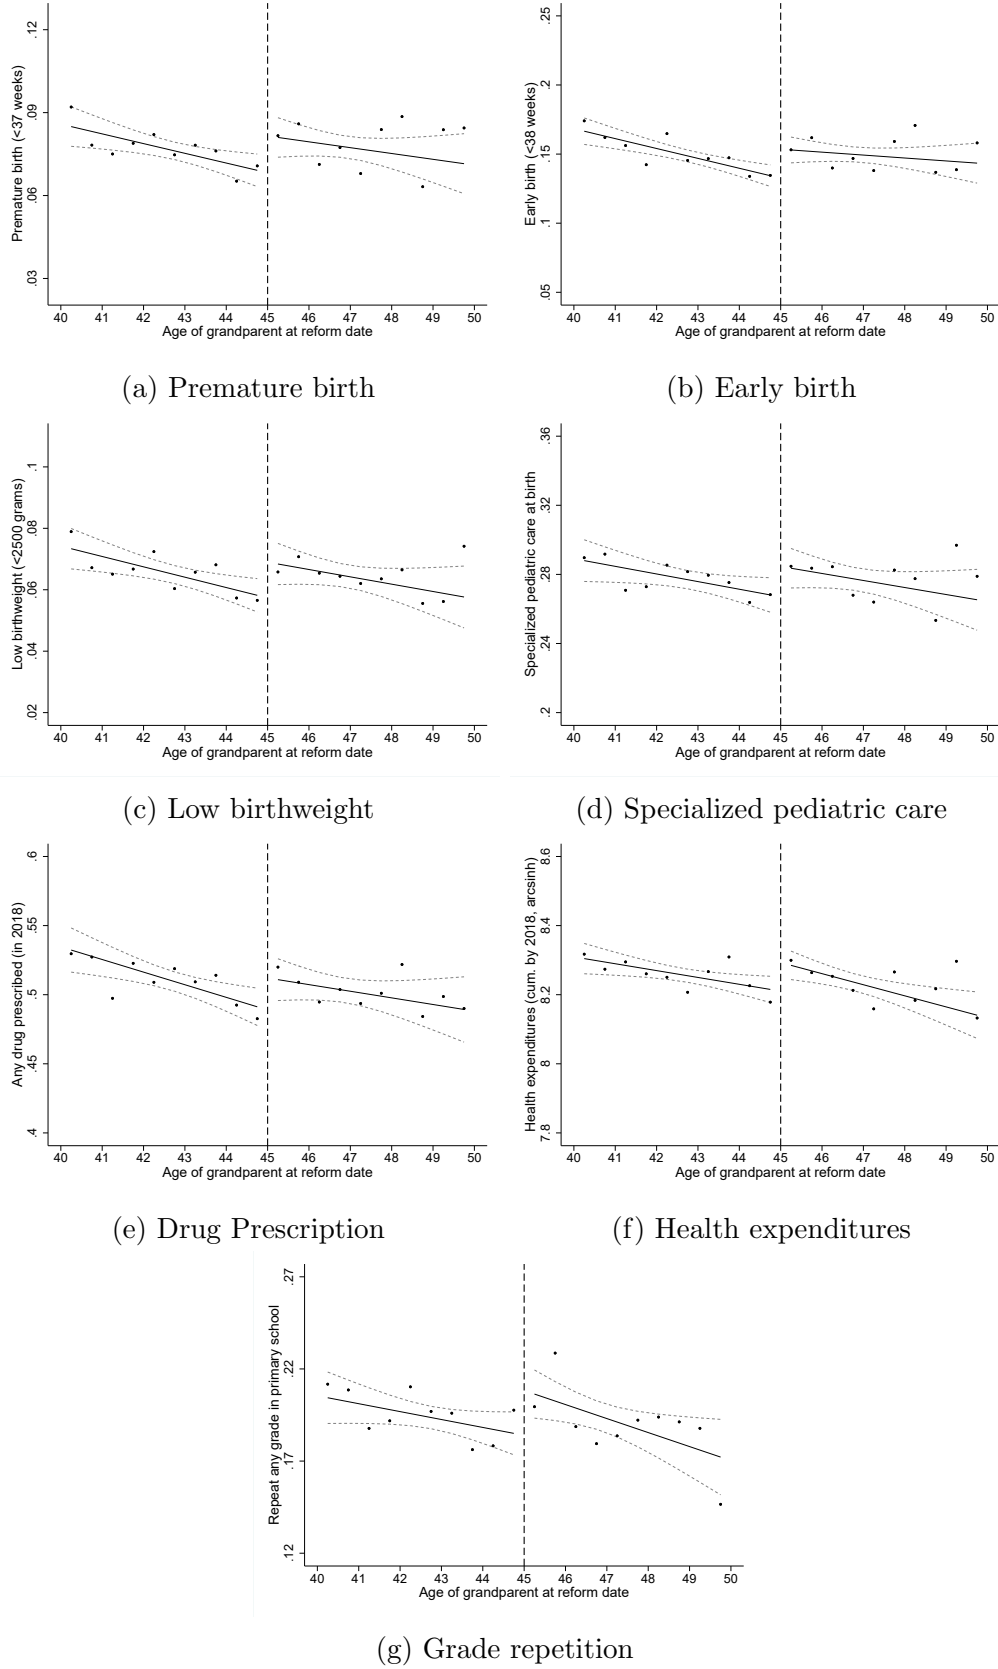 .12
.09
.06
.03
Premature birth (<37 weeks)
40 41 42 43 44 45 46 47 48 49 50
Age of grandparent at reform date
(a) Premature birth
.25
.2
.15
.1
.05
Early birth (<38 weeks)
40 41 42 43 44 45 46 47 48 49 50
Age of grandparent at reform date
(b) Early birth
.1
.08
.06
.04
.02
Low birthweight (<2500 grams)
40 41 42 43 44 45 46 47 48 49 50
Age of grandparent at reform date
(c) Low birthweight
.36
.32
.28
.24
.2
Specialized pediatric care at birth
40 41 42 43 44 45 46 47 48 49 50
Age of grandparent at reform date
(d) Specialized pediatric care
.6
.55
.5
.45
.4
Any drug prescribed (in 2018)
40 41 42 43 44 45 46 47 48 49 50
Age of grandparent at reform date
(e) Drug Prescription
8.6
8.4
8.2
8
7.8
Health expenditures (cum. by 2018, arcsinh)
40 41 42 43 44 45 46 47 48 49 50
Age of grandparent at reform date
(f) Health expenditures
.27
.22
.17
.12
Repeat any grade in primary school
40 41 42 43 44 45 46 47 48 49 50
Age of grandparent at reform date
(g) Grade repetition